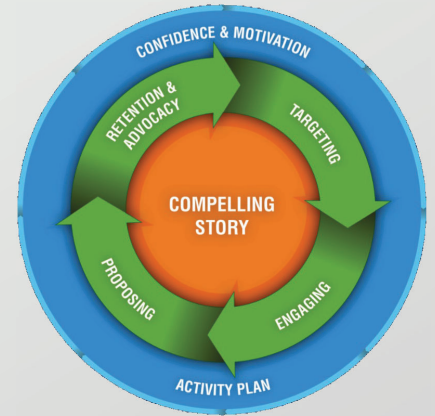 CONFIDENCE & MOTIVATION
RETENTION &
ADVOCACY
TARGETING
COMPELLING
STORY
PROPOSING
ENGAGING
ACTIVITY PLAN